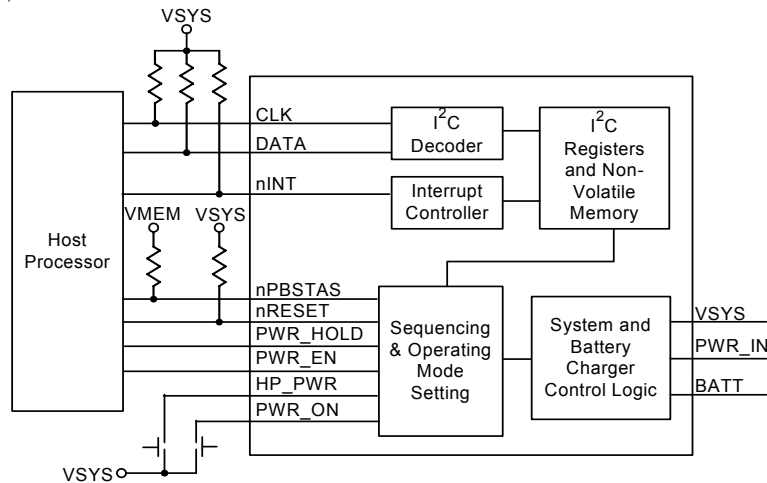 VSYS
CLK
DATA
nINT
Host
Processor
VMEM
VSYS
nPBSTAS
nRESET
PWR_HOLD
PWR_EN
HP_PWR
PWR_ON
VSYS
I2C
Decoder
Interrupt
Controller
I2C
Registers
and Non-
Volatile
Memory
Sequencing
& Operating
Mode
Setting
System and
Battery
Charger
Control Logic
VSYS
PWR_IN
BATT